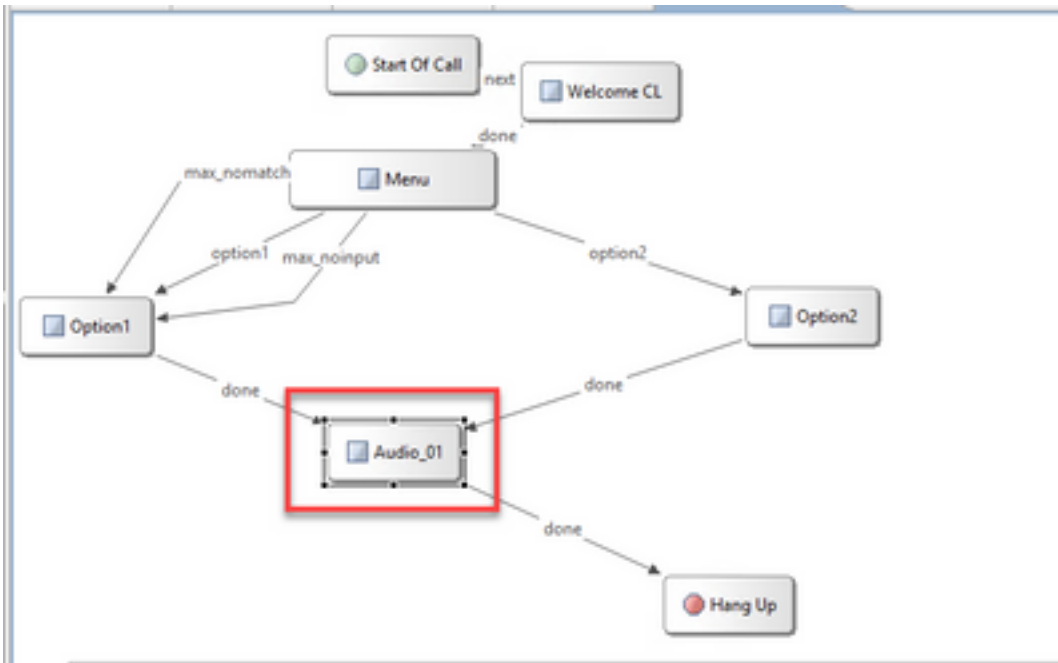 Start Of Call
next
Welcome CL
done
Menu
max_nomatch
option1
max_noinput
option2
Option1
Option2
done
done
Audio_01
done
Hang Up